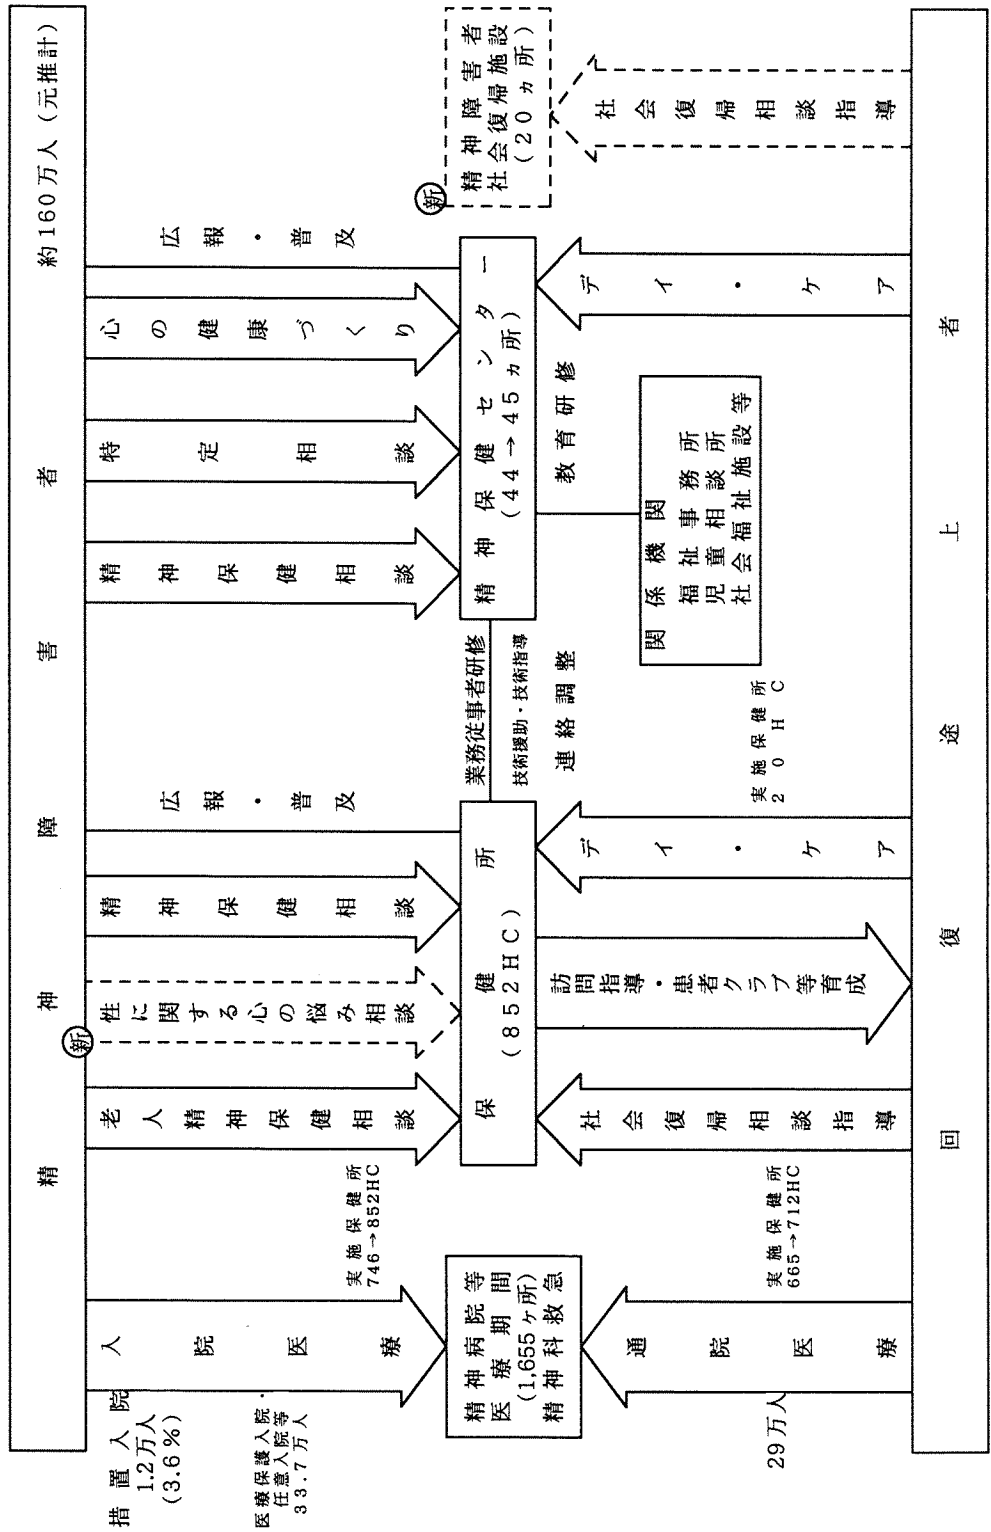 精神障害者 約160万人（元推計）
措置入院
1.2万人
(3.6%)
医療保護入院・
任意入院等
33.7万人
入院医療
実施保健所
746→852HC
老人精神保健相談
新
性に関する心の悩み相談
精神保健相談
広報・普及
精神保健相談
特定相談
心の健康づくり
広報・普及
精神病院等
医療期間
(1,655ヶ所)
精神科救急
保健所
(852HC)
業務従事者研修
技術援助・技術指導
連絡調整
精神保健センター
(44→45ヵ所)
教育研修
新
精神障害者
社会復帰施設
(20ヵ所)
関係機関
福祉事務所
児童相談所
社会福祉施設等
29万人
通院医療
実施保健所
665→712HC
社会復帰相談指導
訪問指導・患者クラブ等育成
デイ・ケア
実施保健所
20HC
デイ・ケア
社会復帰相談指導
回復途上者